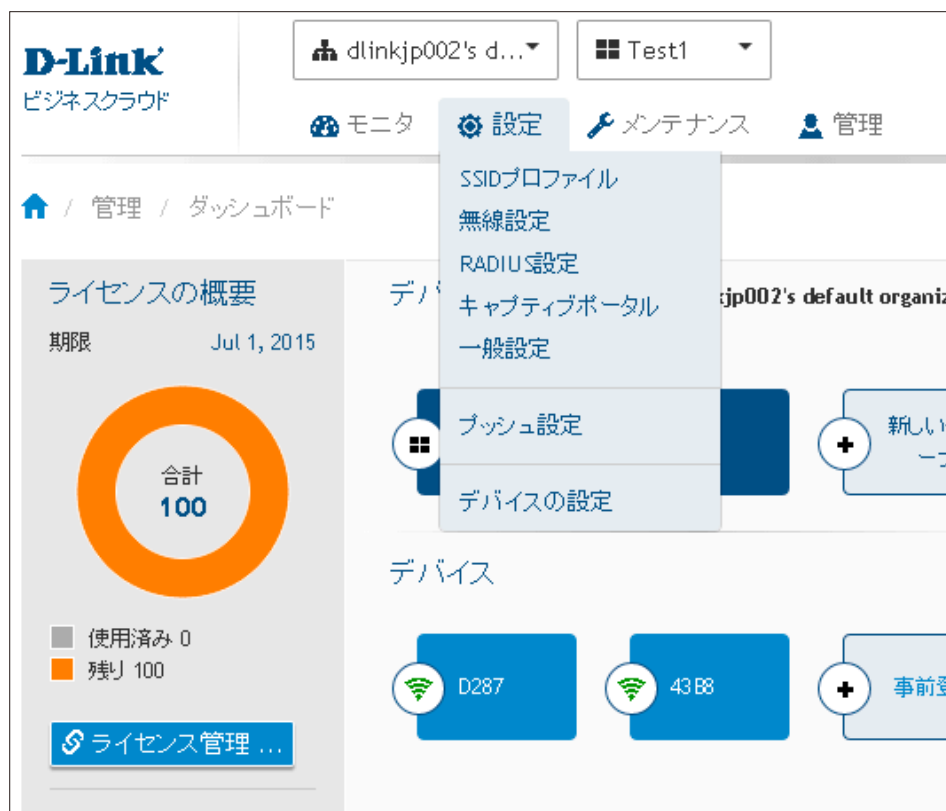 D-Link
ビジネスクラウド
dlinkjp002's d...
Test1
モニタ
設定
メンテナンス
管理
SSIDプロファイル
無線設定
RADIUS設定
キャプティブポータル
一般設定
プッシュ設定
デバイスの設定
/ 管理 / ダッシュボード
ライセンスの概要
期限 Jul 1, 2015
合計
100
使用済み 0
残り 100
ライセンス管理 ...
デバ
kjp002's default organiz
新しい
デバイス
D287
43B8
事前登